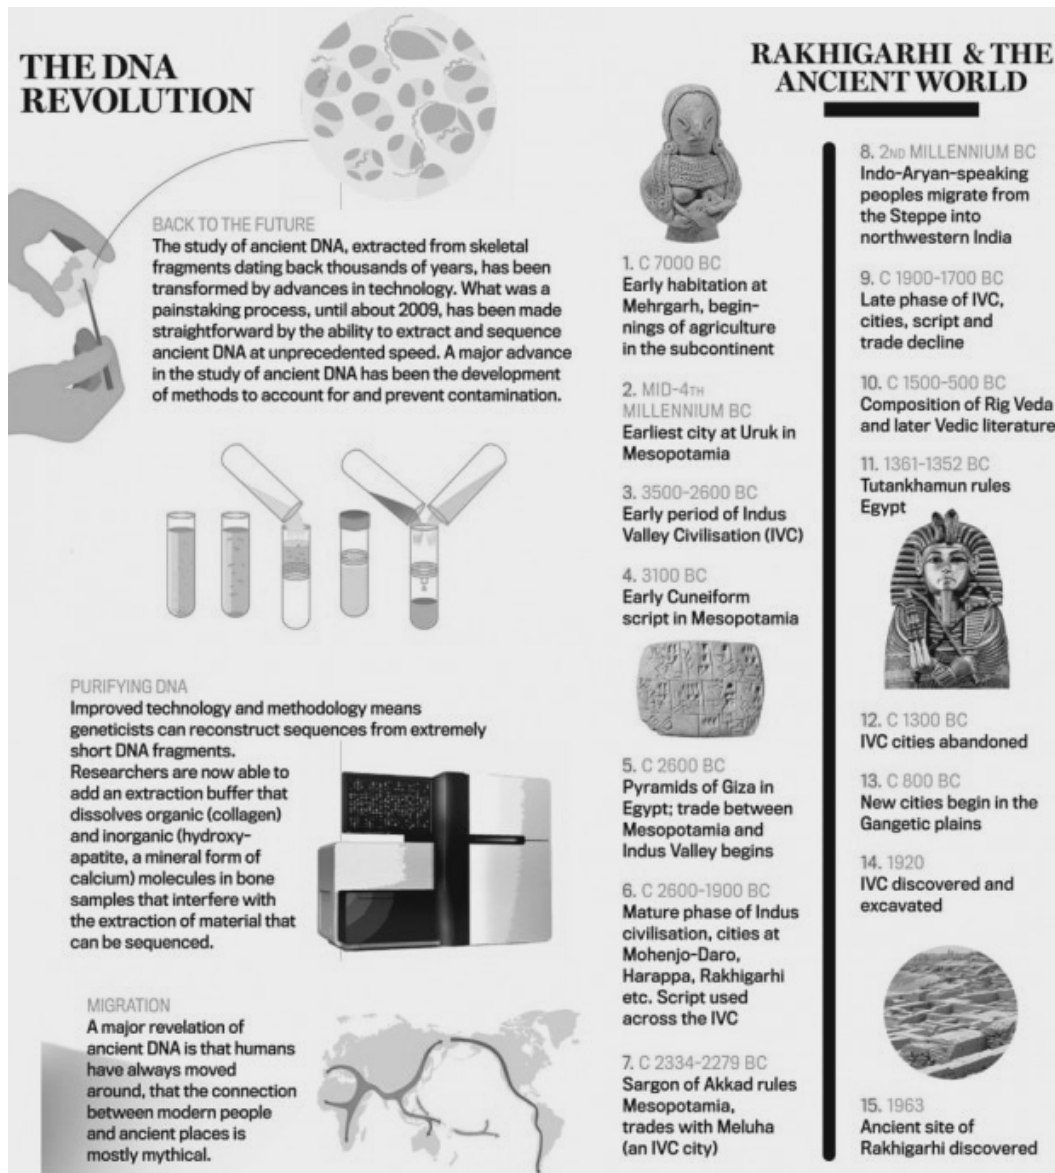 THE DNA
REVOLUTION
BACK TO THE FUTURE
The study of ancient DNA, extracted from skeletal
fragments dating back thousands of years, has been
transformed by advances in technology. What was a
painstaking process, until about 2009, has been made
straightforward by the ability to extract and sequence
ancient DNA at unprecedented speed. A major advance
in the study of ancient DNA has been the development
of methods to account for and prevent contamination.
PURIFYING DNA
Improved technology and methodology means
geneticists can reconstruct sequences from extremely
short DNA fragments.
Researchers are now able to
add an extraction buffer that
dissolves organic (collagen)
and inorganic (hydroxy-
apatite, a mineral form of
calcium) molecules in bone
samples that interfere with
the extraction of material that
can be sequenced.
MIGRATION
A major revelation of
ancient DNA is that humans
have always moved
around, that the connection
between modern people
and ancient places is
mostly mythical.
RAKHIGARHI & THE
ANCIENT WORLD
1. C 7000 BC
Early habitation at
Mehrgarh, begin-
nings of agriculture
in the subcontinent
2. MID-4TH
MILLENNIUM BC
Earliest city at Uruk in
Mesopotamia
3. 3500-2600 BC
Early period of Indus
Valley Civilisation (IVC)
4. 3100 BC
Early Cuneiform
script in Mesopotamia
5. C 2600 BC
Pyramids of Giza in
Egypt; trade between
Mesopotamia and
Indus Valley begins
6. C 2600-1900 BC
Mature phase of Indus
civilisation, cities at
Mohenjo-Daro,
Harappa, Rakhigarhi
etc. Script used
across the IVC
7. C 2334-2279 BC
Sargon of Akkad rules
Mesopotamia,
trades with Meluha
(an IVC city)
8. 2ND MILLENNIUM BC
Indo-Aryan-speaking
peoples migrate from
the Steppe into
northwestern India
9. C 1900-1700 BC
Late phase of IVC,
cities, script and
trade decline
10. C 1500-500 BC
Composition of Rig Veda
and later Vedic literature
11. 1361-1352 BC
Tutankhamun rules
Egypt
12. C 1300 BC
IVC cities abandoned
13. C 800 BC
New cities begin in the
Gangetic plains
14. 1920
IVC discovered and
excavated
15. 1963
Ancient site of
Rakhigarhi discovered